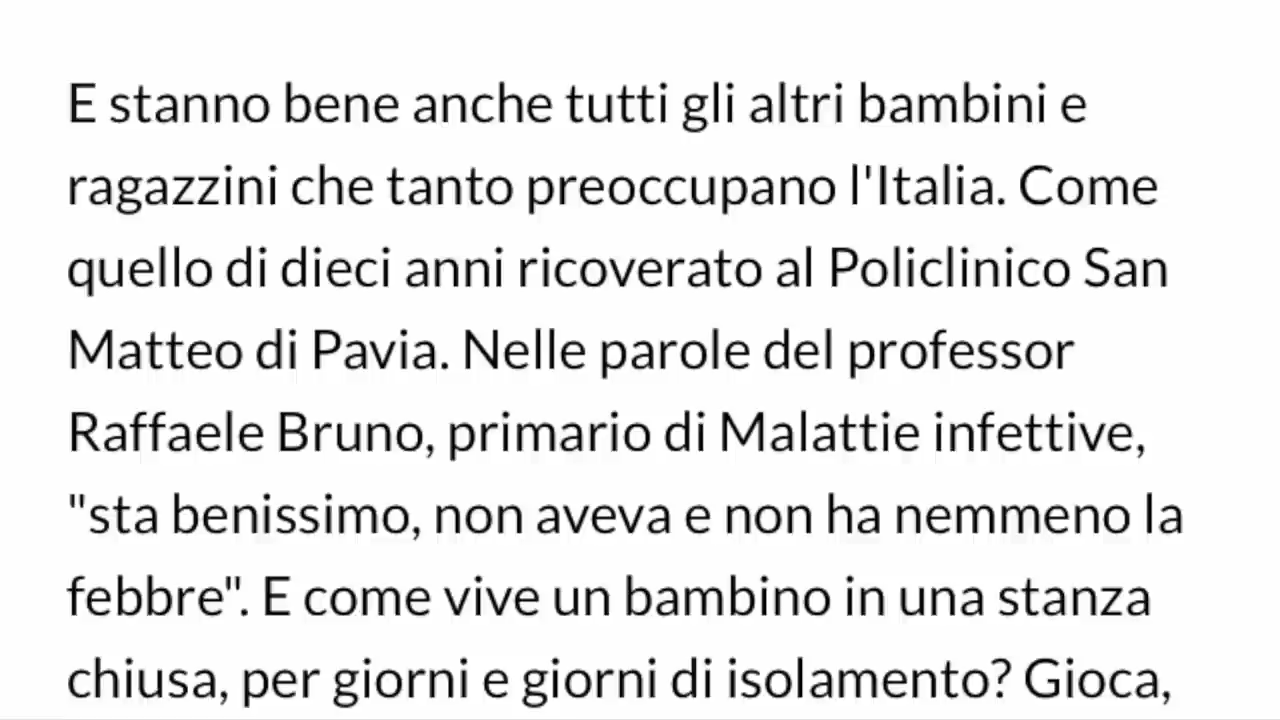 E stanno bene anche tutti gli altri bambini e
ragazzini che tanto preoccupano l'Italia. Come
quello di dieci anni ricoverato al Policlinico San
Matteo di Pavia. Nelle parole del professor
Raffaele Bruno, primario di Malattie infettive,
"sta benissimo, non aveva e non ha nemmeno la
febbre". E come vive un bambino in una stanza
chiusa, per giorni e giorni di isolamento? Gioca,